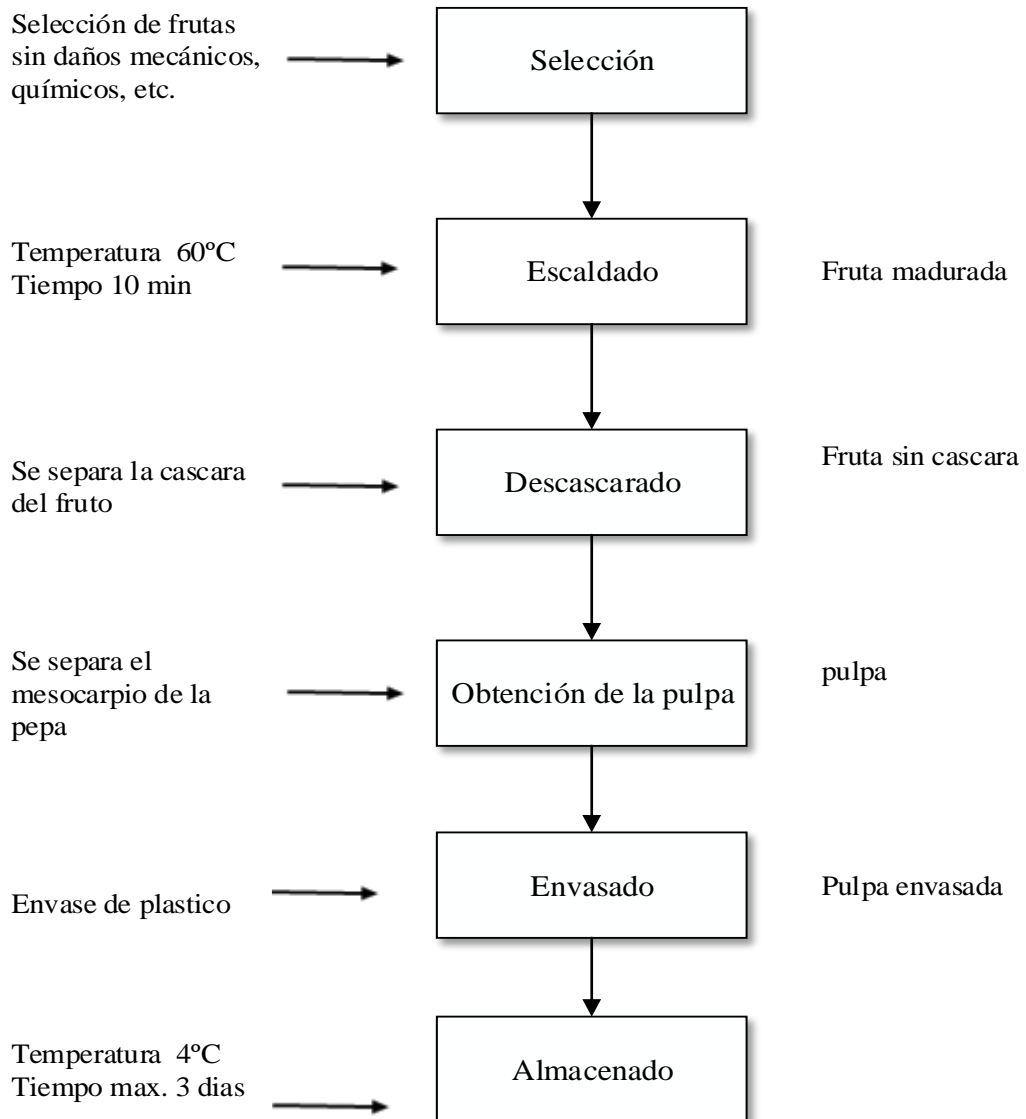 Selección de frutas
sin daños mecánicos,
químicos, etc.
Selección
Temperatura 60ºC
Tiempo 10 min
Escaldado
Fruta madurada
Se separa la cascara
del fruto
Descascarado
Fruta sin cascara
Se separa el
mesocarpio de la
pepa
Obtención de la pulpa
pulpa
Envase de plastico
Envasado
Pulpa envasada
Temperatura 4ºC
Tiempo max. 3 dias
Almacenado